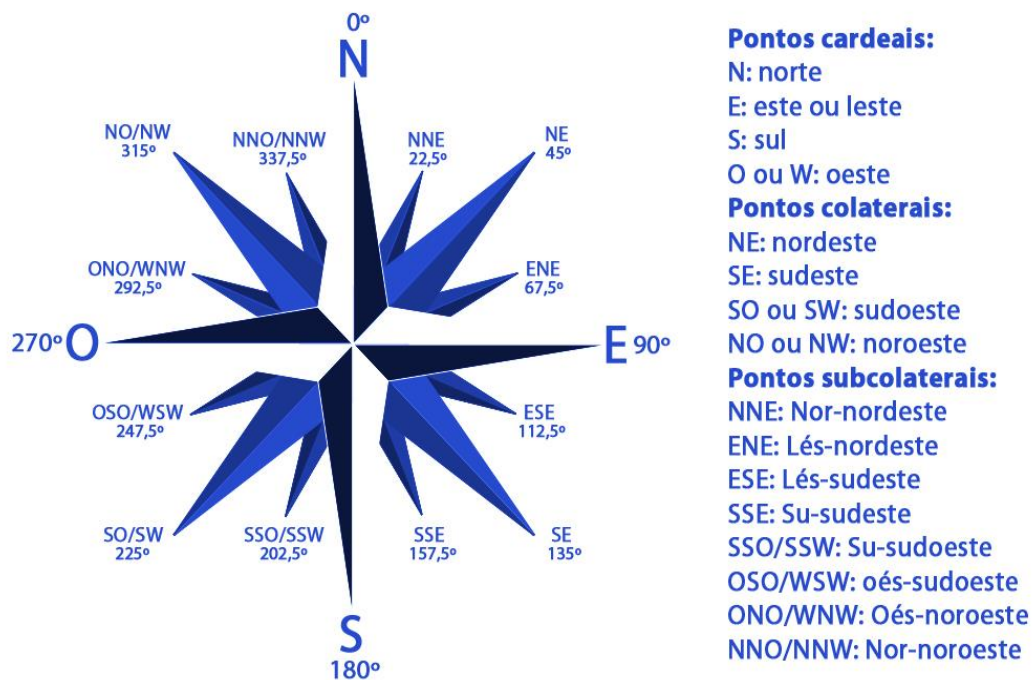 0º
N
NO/NW
315º
NNO/NNW
337,5º
NNE
22,5º
NE
45º
ONO/WNW
292,5º
ENE
67,5º
270º O
E 90º
OSO/WSW
247,5º
ESE
112,5º
SO/SW
225º
SSO/SSW
202,5º
SSE
157,5º
SE
135º
S
180º
Pontos cardeais:
N: norte
E: este ou leste
S: sul
O ou W: oeste
Pontos colaterais:
NE: nordeste
SE: sudeste
SO ou SW: sudoeste
NO ou NW: noroeste
Pontos subcolaterais:
NNE: Nor-nordeste
ENE: Lés-nordeste
ESE: Lés-sudeste
SSE: Su-sudeste
SSO/SSW: Su-sudoeste
OSO/WSW: oés-sudoeste
ONO/WNW: Oés-noroeste
NNO/NNW: Nor-noroeste